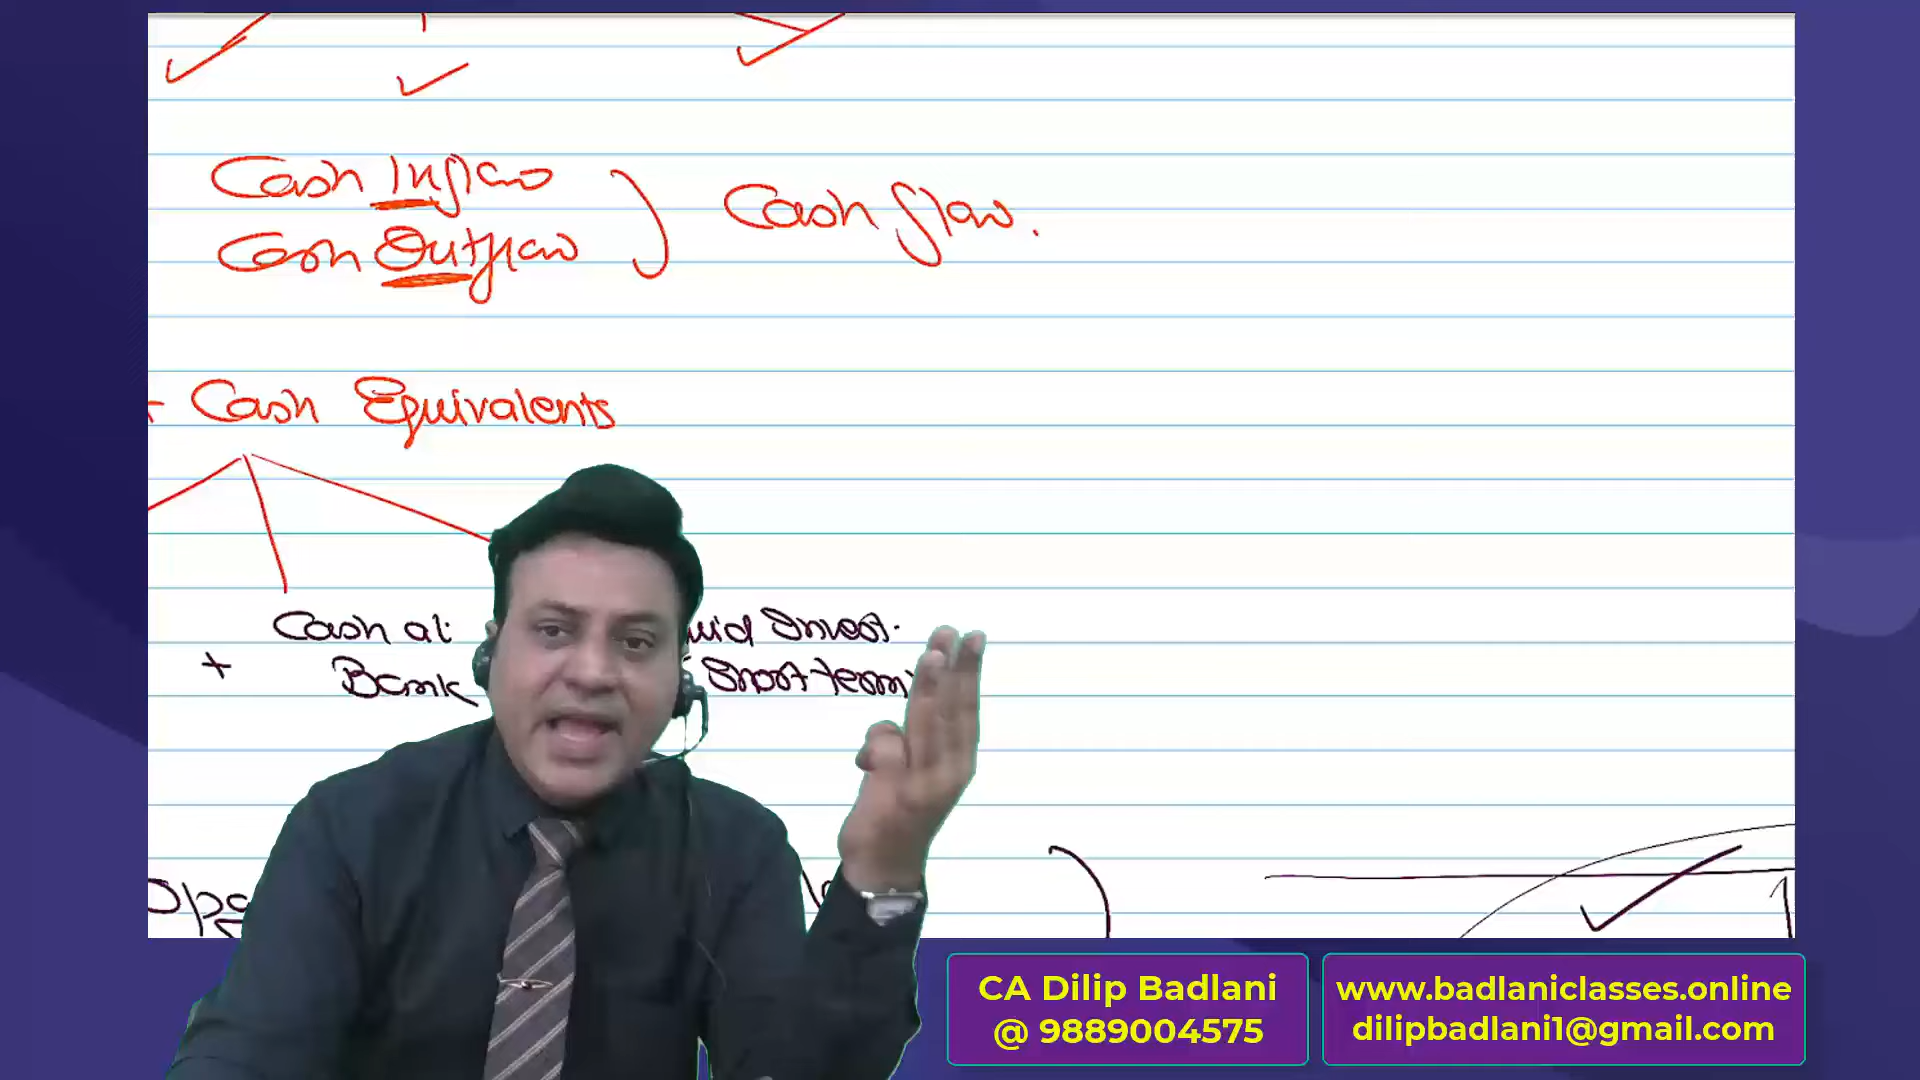 Cash Inflow
Cash Outflow
Cash flow.
+ Cash Equivalents
Cash at
Bank
+
Invest.
Short term
CA Dilip Badlani
@ 9889004575
www.badlaniclasses.online
dilipbadlani1@gmail.com